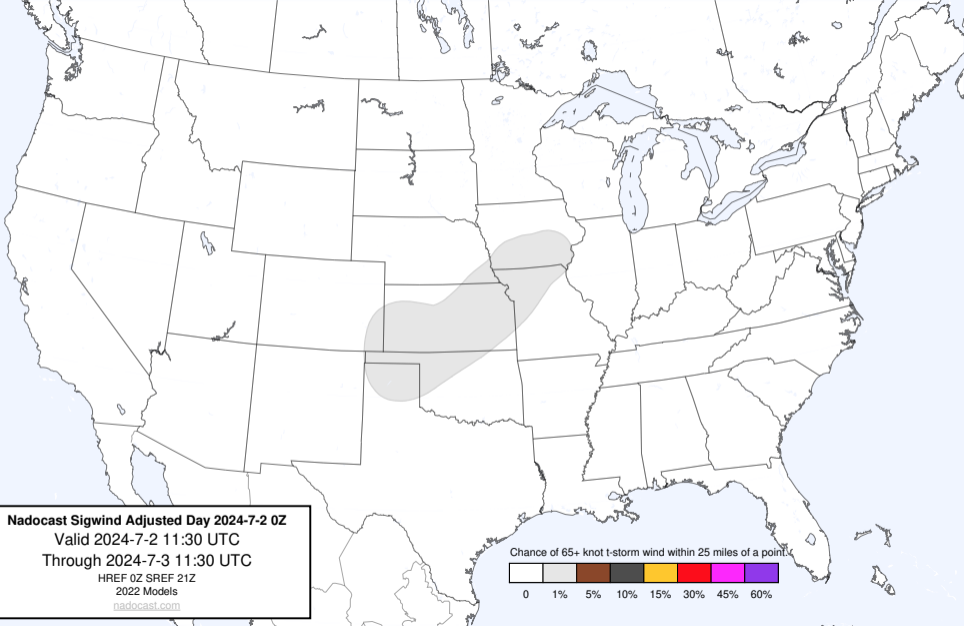 Nadocast Sigwind Adjusted Day 2024-7-2 0Z
Valid 2024-7-2 11:30 UTC
Through 2024-7-3 11:30 UTC
HREF 0Z SREF 21Z
2022 Models
nadocast.com
Chance of 65+ knot t-storm wind within 25 miles of a point.
0 1% 5% 10% 15% 30% 45% 60%